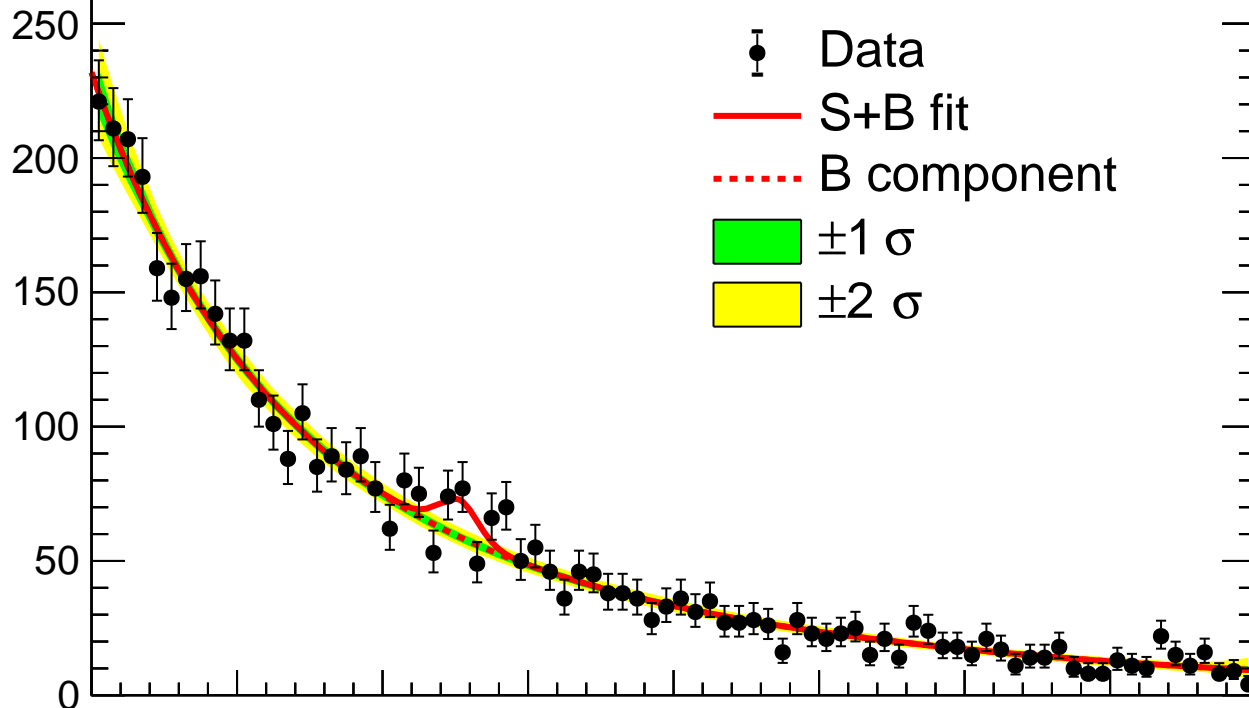 250
200
150
100
50
0
Data
S+B fit
B component
±1 σ
±2 σ